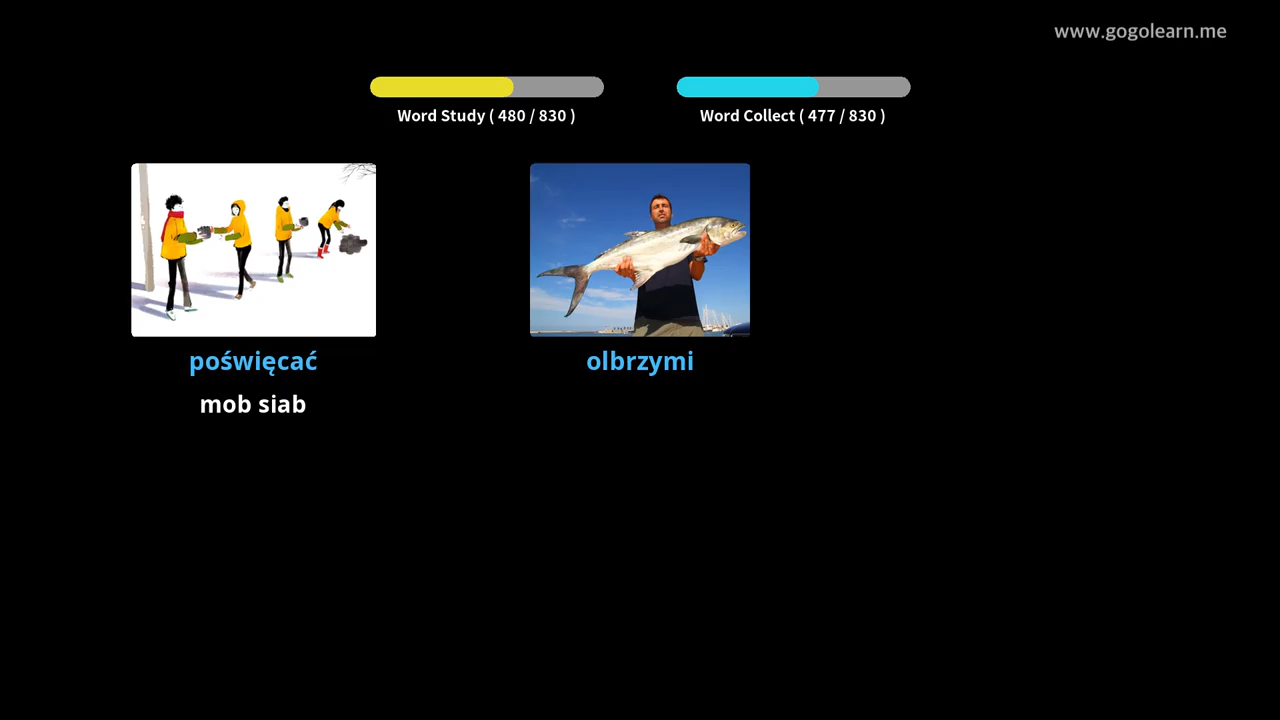 www.gogolearn.me
Word Study ( 480 / 830 )
Word Collect ( 477 / 830 )
poświęcać
olbrzymi
mob siab